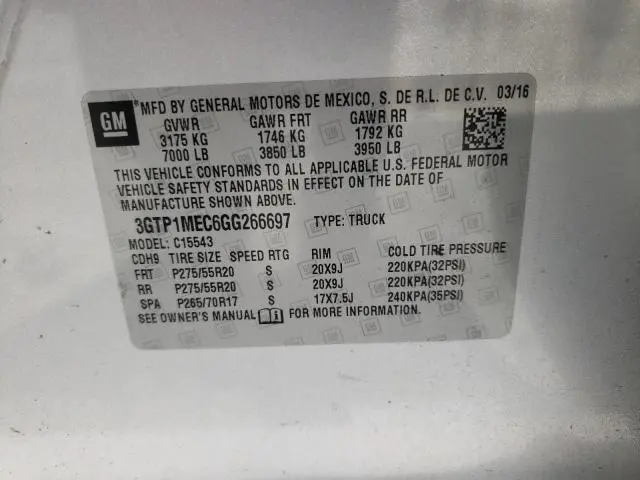 GM
®MFD BY GENERAL MOTORS DE MEXICO, S. DE R.L. DE C.V. 03/16
GVWR GAWR FRT GAWR RR
3175 KG 1746 KG 1792 KG
7000 LB 3850 LB 3950 LB
THIS VEHICLE CONFORMS TO ALL APPLICABLE U.S. FEDERAL MOTOR
VEHICLE SAFETY STANDARDS IN EFFECT ON THE DATE OF
MANUFACTURE SHOWN ABOVE.
3GTP1MEC6GG266697 TYPE: TRUCK
MODEL: C15543
CDH9 TIRE SIZE SPEED RTG RIM COLD TIRE PRESSURE
FRT P275/55R20 S 20X9J 220KPA(32PSI)
RR P275/55R20 S 20X9J 220KPA(32PSI)
SPA P265/70R17 S 17X7.5J 240KPA(35PSI)
SEE OWNER'S MANUAL FOR MORE INFORMATION.